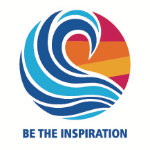 BE THE INSPIRATION